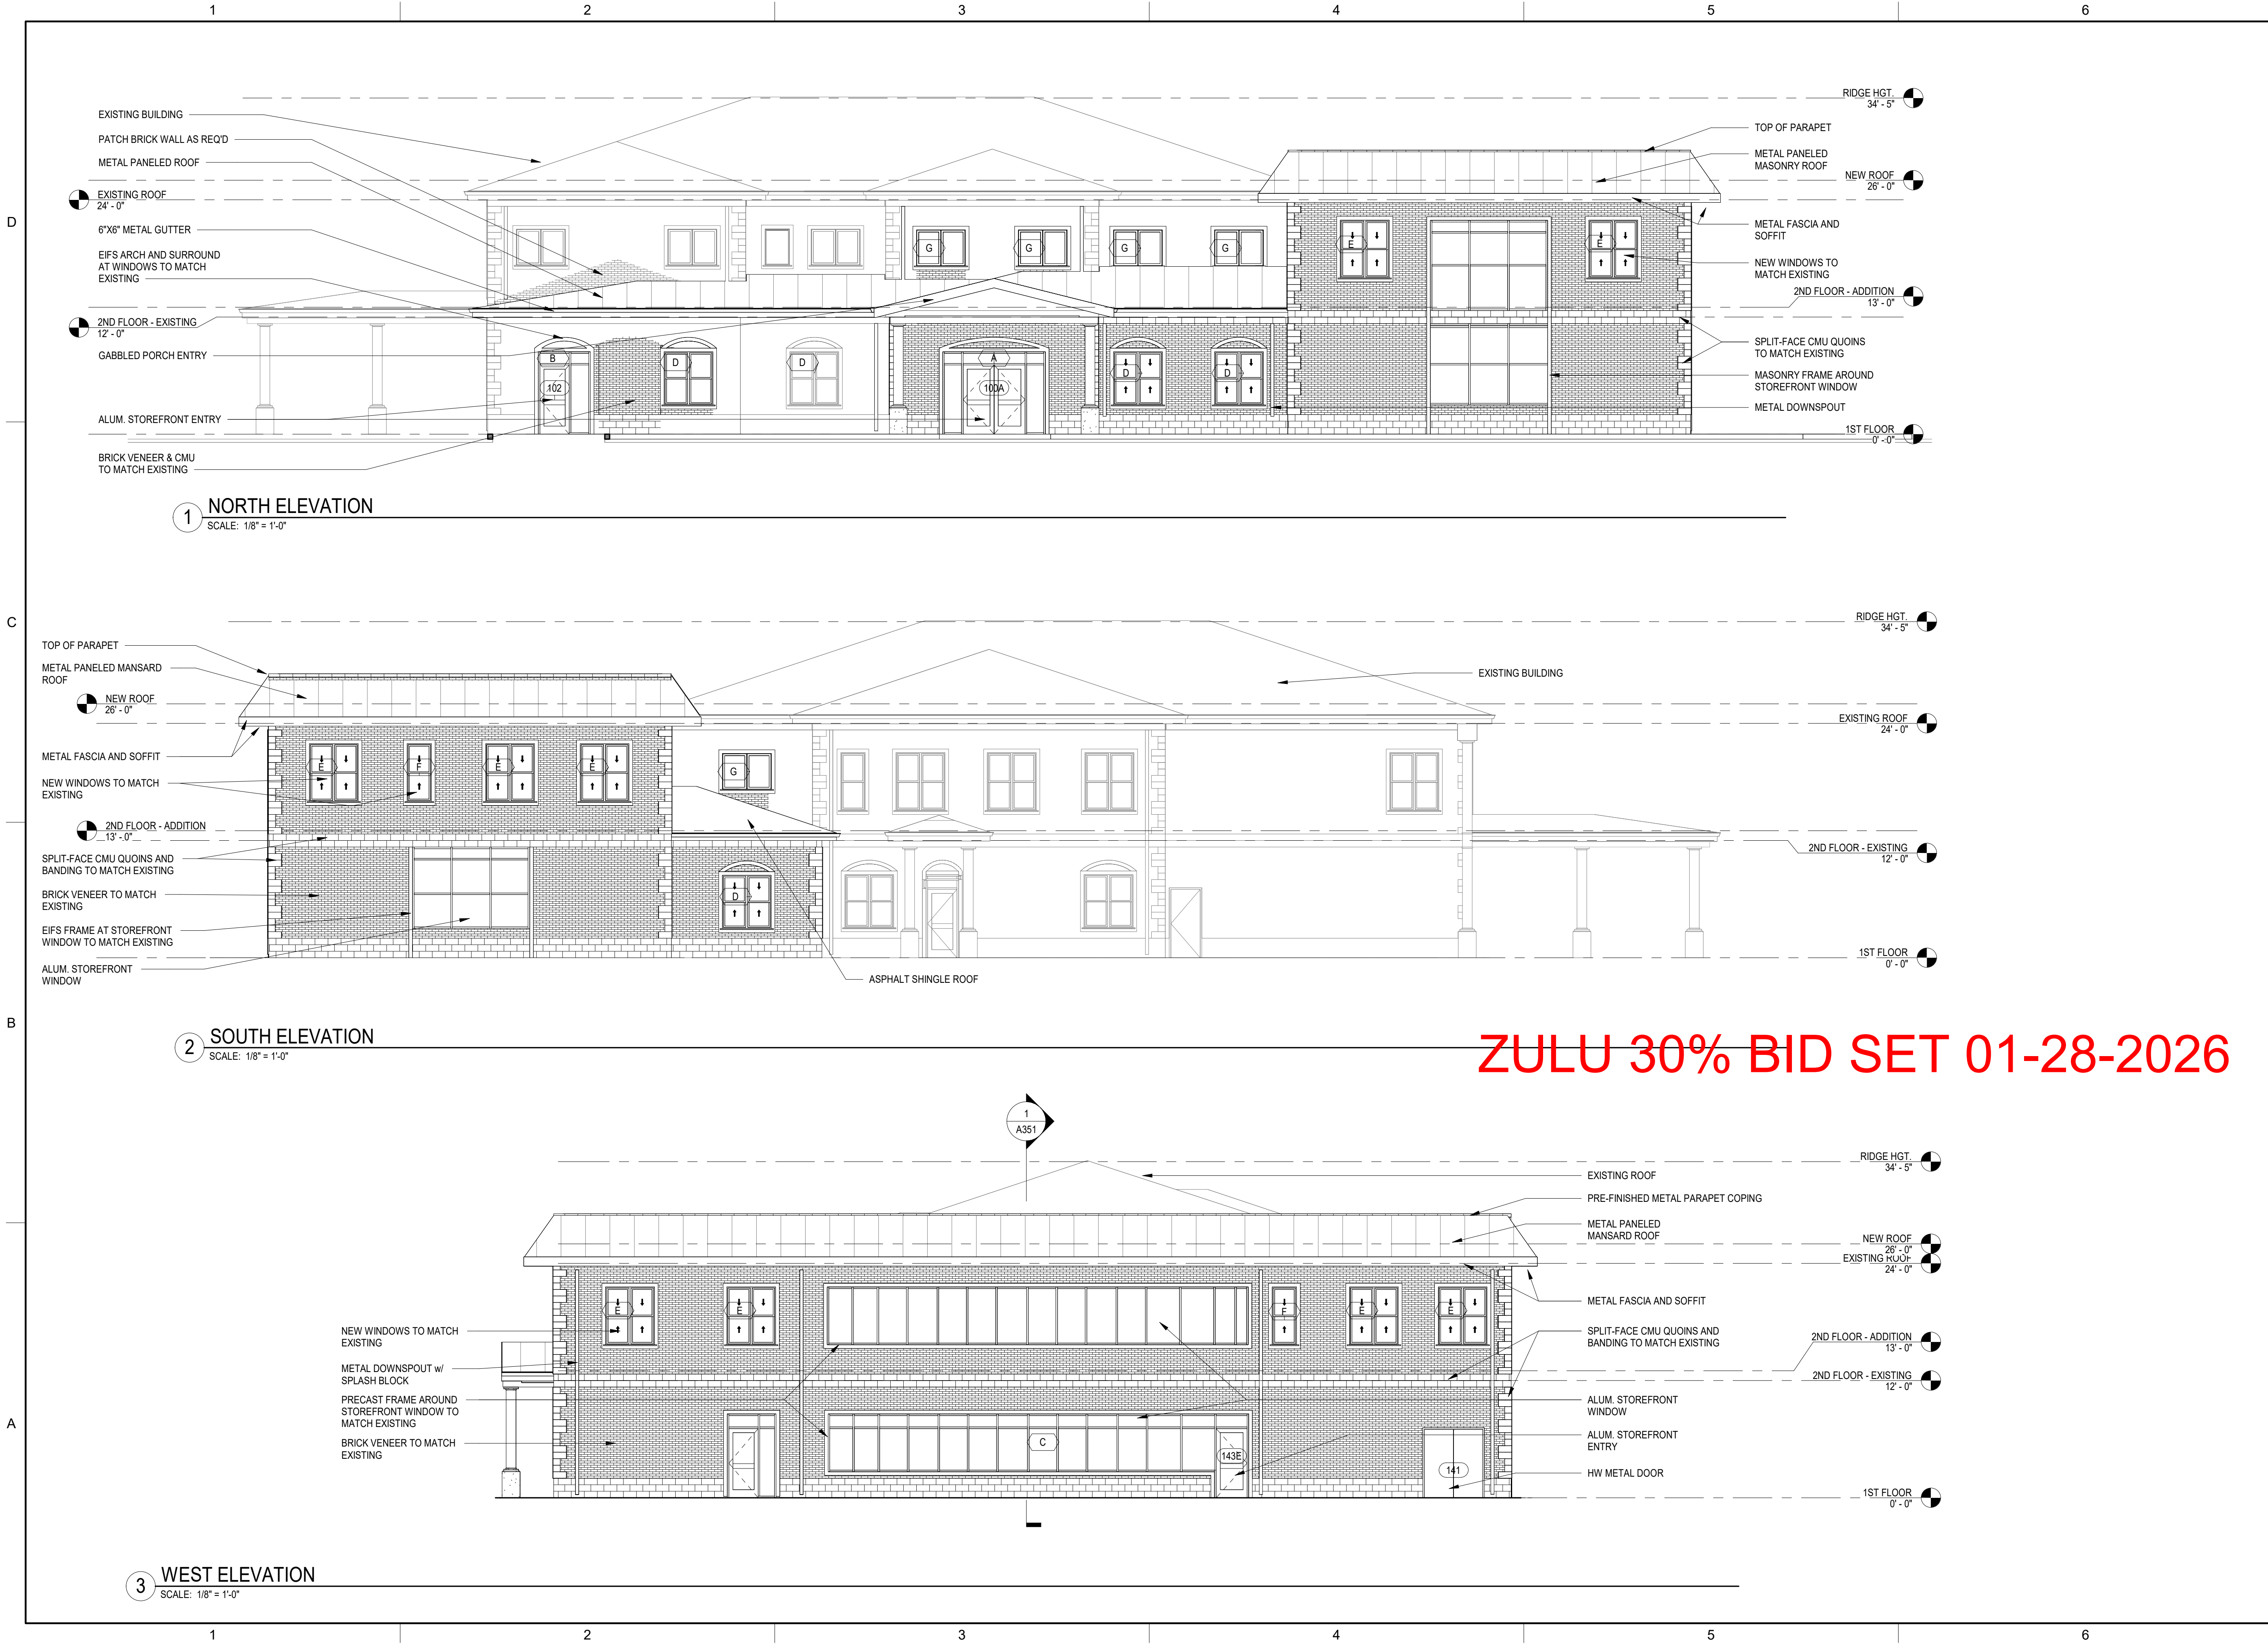 1 2 3 4 5 6
D
C
B
A
EXISTING BUILDING
PATCH BRICK WALL AS REQ'D
METAL PANELED ROOF
EXISTING ROOF
24' - 0"
6"X6" METAL GUTTER
EIFS ARCH AND SURROUND
AT WINDOWS TO MATCH
EXISTING
2ND FLOOR - EXISTING
12' - 0"
GABBLED PORCH ENTRY
ALUM. STOREFRONT ENTRY
BRICK VENEER & CMU
TO MATCH EXISTING
G G G G
E E
B D D A D D
102 100A
RIDGE HGT.
34' - 5"
TOP OF PARAPET
METAL PANELED
MASONRY ROOF
NEW ROOF
26' - 0"
METAL FASCIA AND
SOFFIT
NEW WINDOWS TO
MATCH EXISTING
2ND FLOOR - ADDITION
13' - 0"
SPLIT-FACE CMU QUOINS
TO MATCH EXISTING
MASONRY FRAME AROUND
STOREFRONT WINDOW
METAL DOWNSPOUT
1ST FLOOR
0' - 0"
1 NORTH ELEVATION
SCALE: 1/8" = 1'-0"
TOP OF PARAPET
METAL PANELED MANSARD
ROOF
NEW ROOF
26' - 0"
METAL FASCIA AND SOFFIT
NEW WINDOWS TO MATCH
EXISTING
2ND FLOOR - ADDITION
13' - 0"
SPLIT-FACE CMU QUOINS AND
BANDING TO MATCH EXISTING
BRICK VENEER TO MATCH
EXISTING
EIFS FRAME AT STOREFRONT
WINDOW TO MATCH EXISTING
ALUM. STOREFRONT
WINDOW
E F E E G
D
ASPHALT SHINGLE ROOF
RIDGE HGT.
34' - 5"
EXISTING BUILDING
EXISTING ROOF
24' - 0"
2ND FLOOR - EXISTING
12' - 0"
1ST FLOOR
0' - 0"
2 SOUTH ELEVATION
SCALE: 1/8" = 1'-0"
ZULU 30% BID SET 01-28-2026
1
A351
NEW WINDOWS TO MATCH
EXISTING
METAL DOWNSPOUT w/
SPLASH BLOCK
PRECAST FRAME AROUND
STOREFRONT WINDOW TO
MATCH EXISTING
BRICK VENEER TO MATCH
EXISTING
E E F E E
C
143E
141
RIDGE HGT.
34' - 5"
EXISTING ROOF
PRE-FINISHED METAL PARAPET COPING
METAL PANELED
MANSARD ROOF
NEW ROOF
26' - 0"
EXISTING ROOF
24' - 0"
METAL FASCIA AND SOFFIT
SPLIT-FACE CMU QUOINS AND
BANDING TO MATCH EXISTING
2ND FLOOR - ADDITION
13' - 0"
2ND FLOOR - EXISTING
12' - 0"
ALUM. STOREFRONT
WINDOW
ALUM. STOREFRONT
ENTRY
HW METAL DOOR
1ST FLOOR
0' - 0"
3 WEST ELEVATION
SCALE: 1/8" = 1'-0"
1 2 3 4 5 6